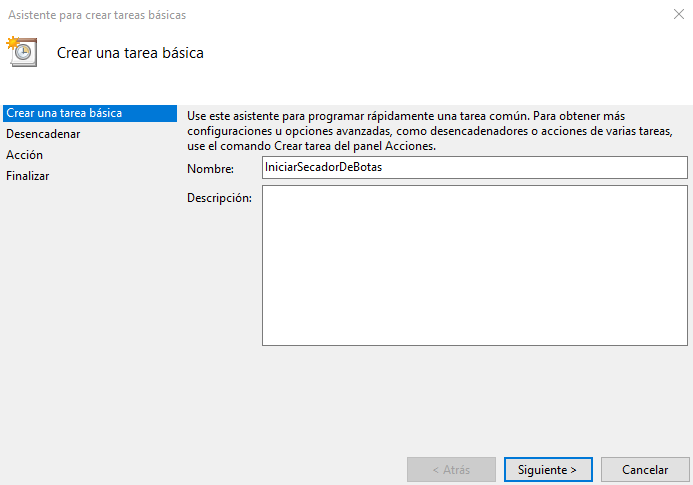 Asistente para crear tareas básicas
Crear una tarea básica
Crear una tarea básica
Desencadenar
Acción
Finalizar
Use este asistente para programar rápidamente una tarea común. Para obtener más
configuraciones u opciones avanzadas, como desencadenadores o acciones de varias tareas,
use el comando Crear tarea del panel Acciones.
Nombre:
IniciarSecadorDeBotas
Descripción:
< Atrás
Siguiente >
Cancelar